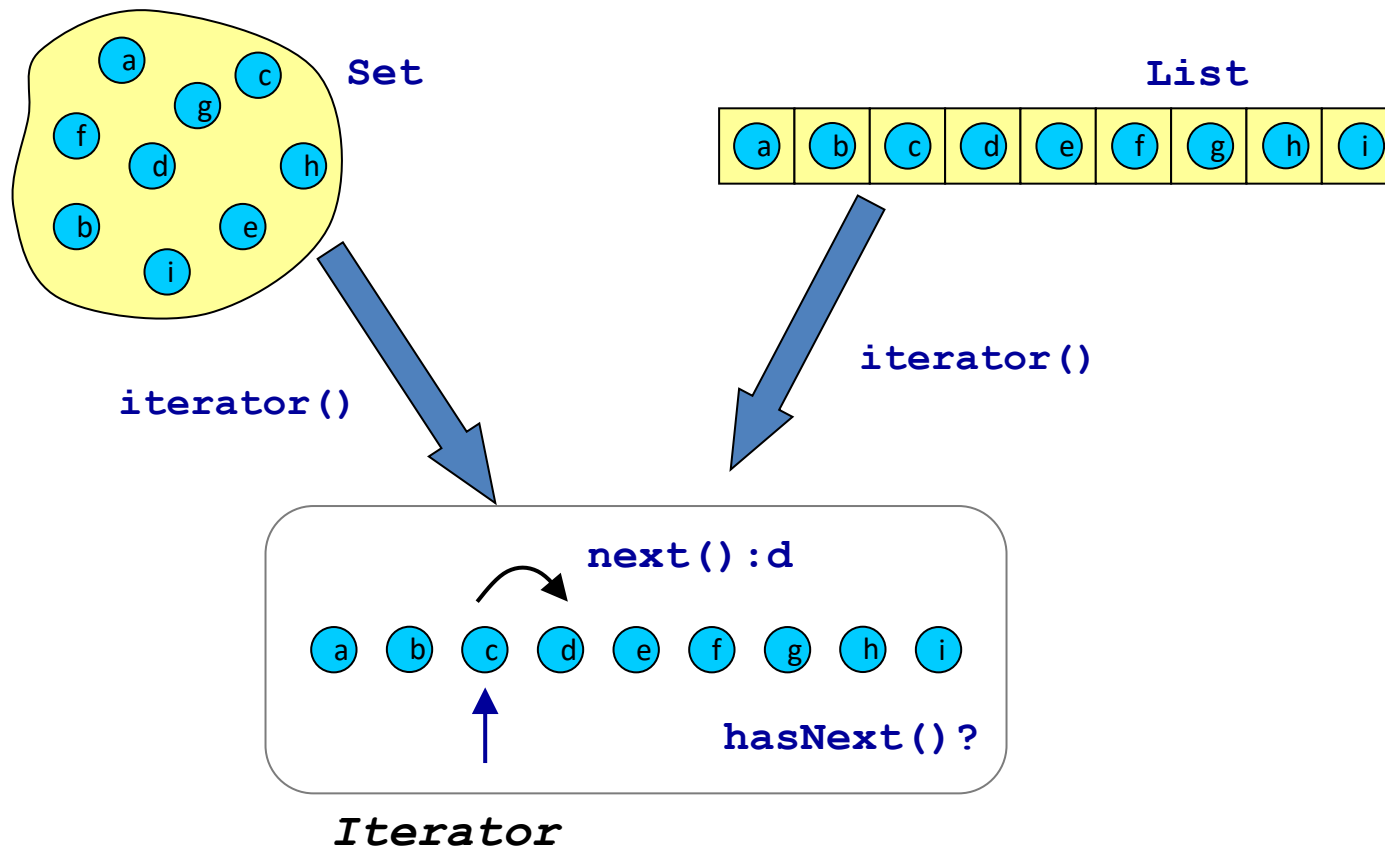 Set
a
c
g
f
d
h
b
e
i
List
a b c d e f g h i
iterator()
iterator()
next():d
a b c d e f g h i
hasNext()?
Iterator